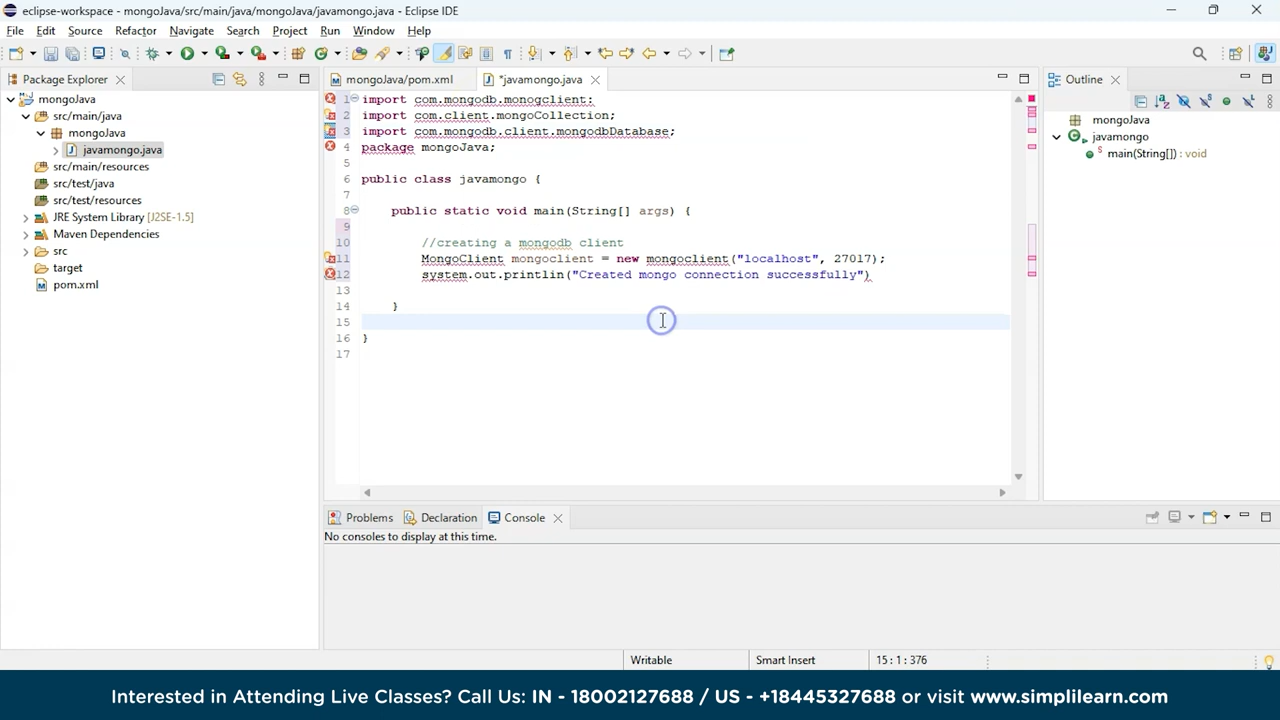 eclipse-workspace - mongoJava/src/main/java/mongoJava/javamongo.java - Eclipse IDE
File Edit Source Refactor Navigate Search Project Run Window Help
Package Explorer
mongoJava/pom.xml
*javamongo.java
Outline
mongoJava
src/main/java
mongoJava
javamongo.java
src/main/resources
src/test/java
src/test/resources
JRE System Library [J2SE-1.5]
Maven Dependencies
src
target
pom.xml
1 import com.mongodb.monogclient;
2 import com.client.mongoCollection;
3 import com.mongodb.client.mongodbDatabase;
4 package mongoJava;
5
6 public class javamongo {
7
8 public static void main(String[] args) {
9
10 //creating a mongodb client
11 MongoClient mongoclient = new mongoclient("localhost", 27017);
12 system.out.println("Created mongo connection successfully")
13
14 }
15
16 }
17
mongoJava
javamongo
main(String[]) : void
Problems Declaration Console
No consoles to display at this time.
Writable Smart Insert 15 : 1 : 376
Interested in Attending Live Classes? Call Us: IN - 18002127688 / US - +18445327688 or visit www.simplilearn.com